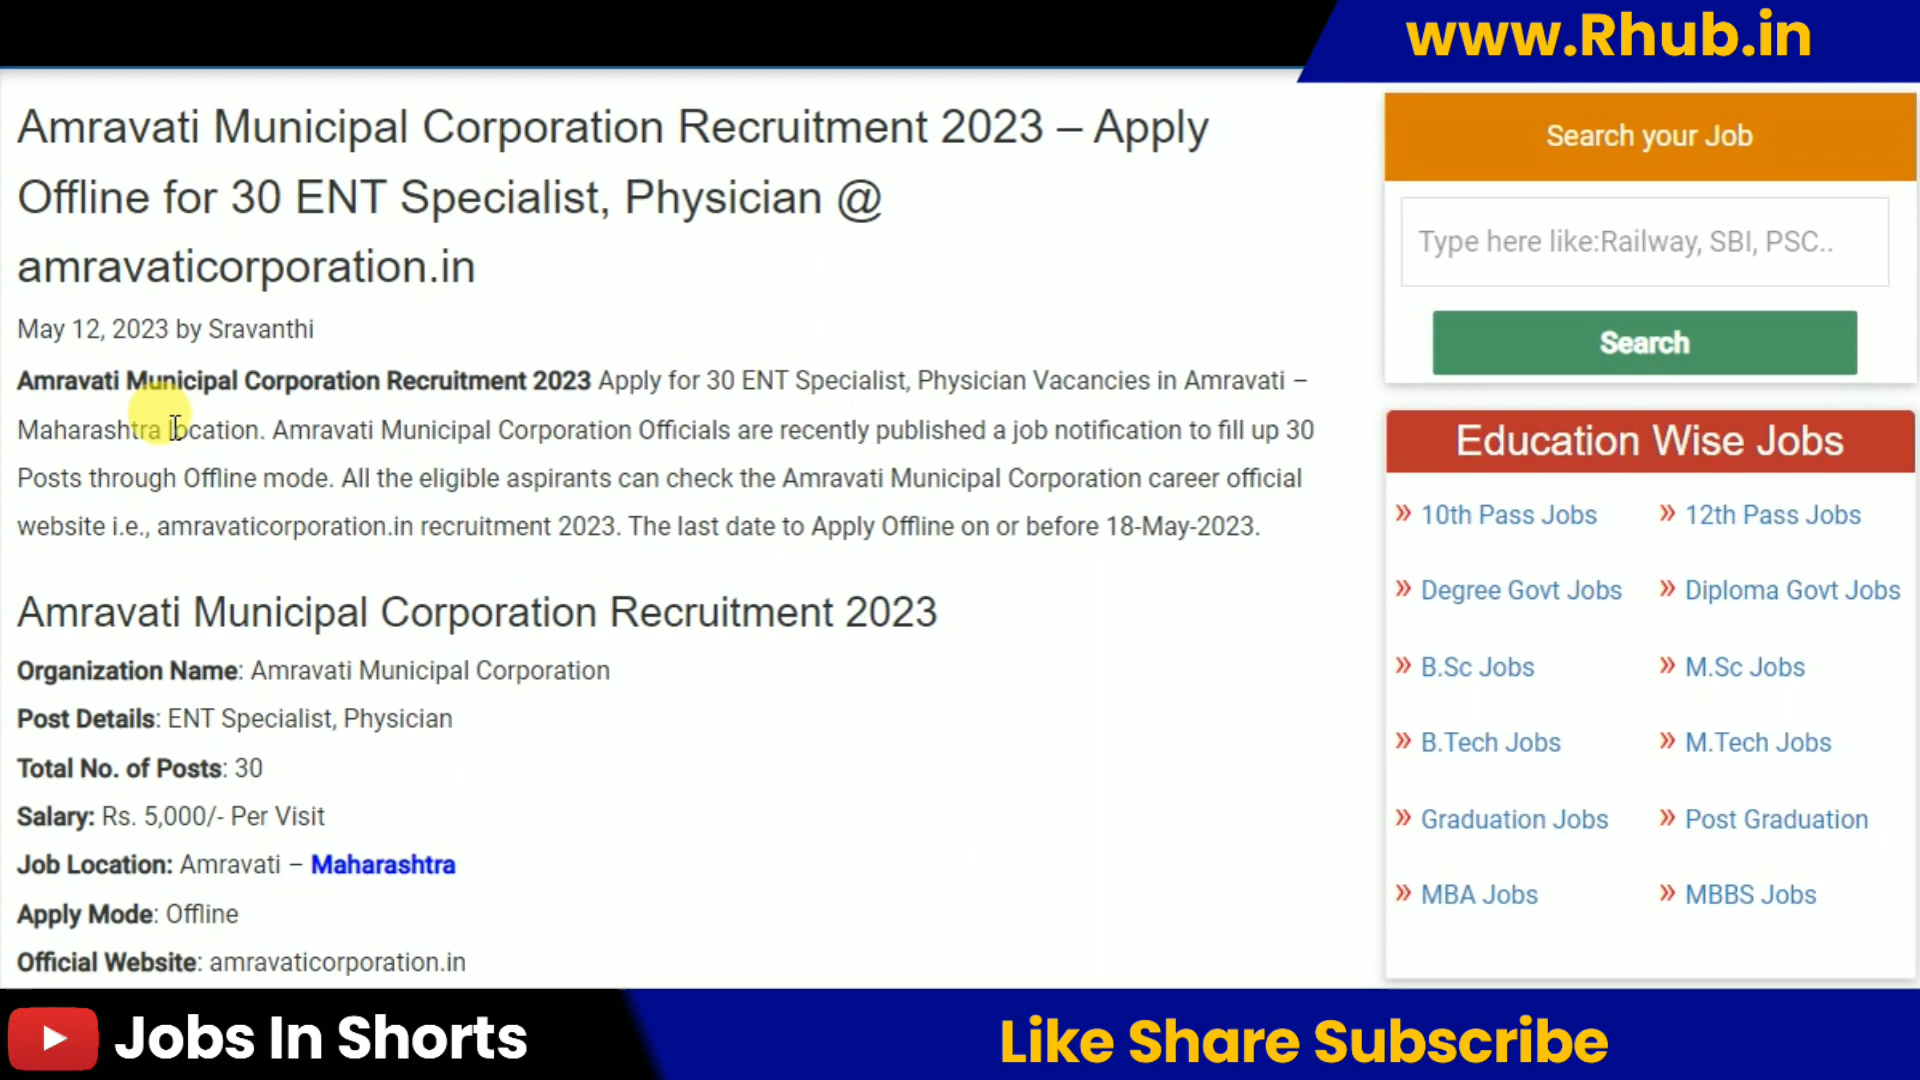 www.Rhub.in
Amravati Municipal Corporation Recruitment 2023 – Apply
Offline for 30 ENT Specialist, Physician @
amravaticorporation.in
May 12, 2023 by Sravanthi
Amravati Municipal Corporation Recruitment 2023 Apply for 30 ENT Specialist, Physician Vacancies in Amravati –
Maharashtra location. Amravati Municipal Corporation Officials are recently published a job notification to fill up 30
Posts through Offline mode. All the eligible aspirants can check the Amravati Municipal Corporation career official
website i.e., amravaticorporation.in recruitment 2023. The last date to Apply Offline on or before 18-May-2023.
Amravati Municipal Corporation Recruitment 2023
Organization Name: Amravati Municipal Corporation
Post Details: ENT Specialist, Physician
Total No. of Posts: 30
Salary: Rs. 5,000/- Per Visit
Job Location: Amravati – Maharashtra
Apply Mode: Offline
Official Website: amravaticorporation.in
Search your Job
Type here like:Railway, SBI, PSC..
Search
Education Wise Jobs
» 10th Pass Jobs » 12th Pass Jobs
» Degree Govt Jobs » Diploma Govt Jobs
» B.Sc Jobs » M.Sc Jobs
» B.Tech Jobs » M.Tech Jobs
» Graduation Jobs » Post Graduation
» MBA Jobs » MBBS Jobs
Jobs In Shorts
Like Share Subscribe